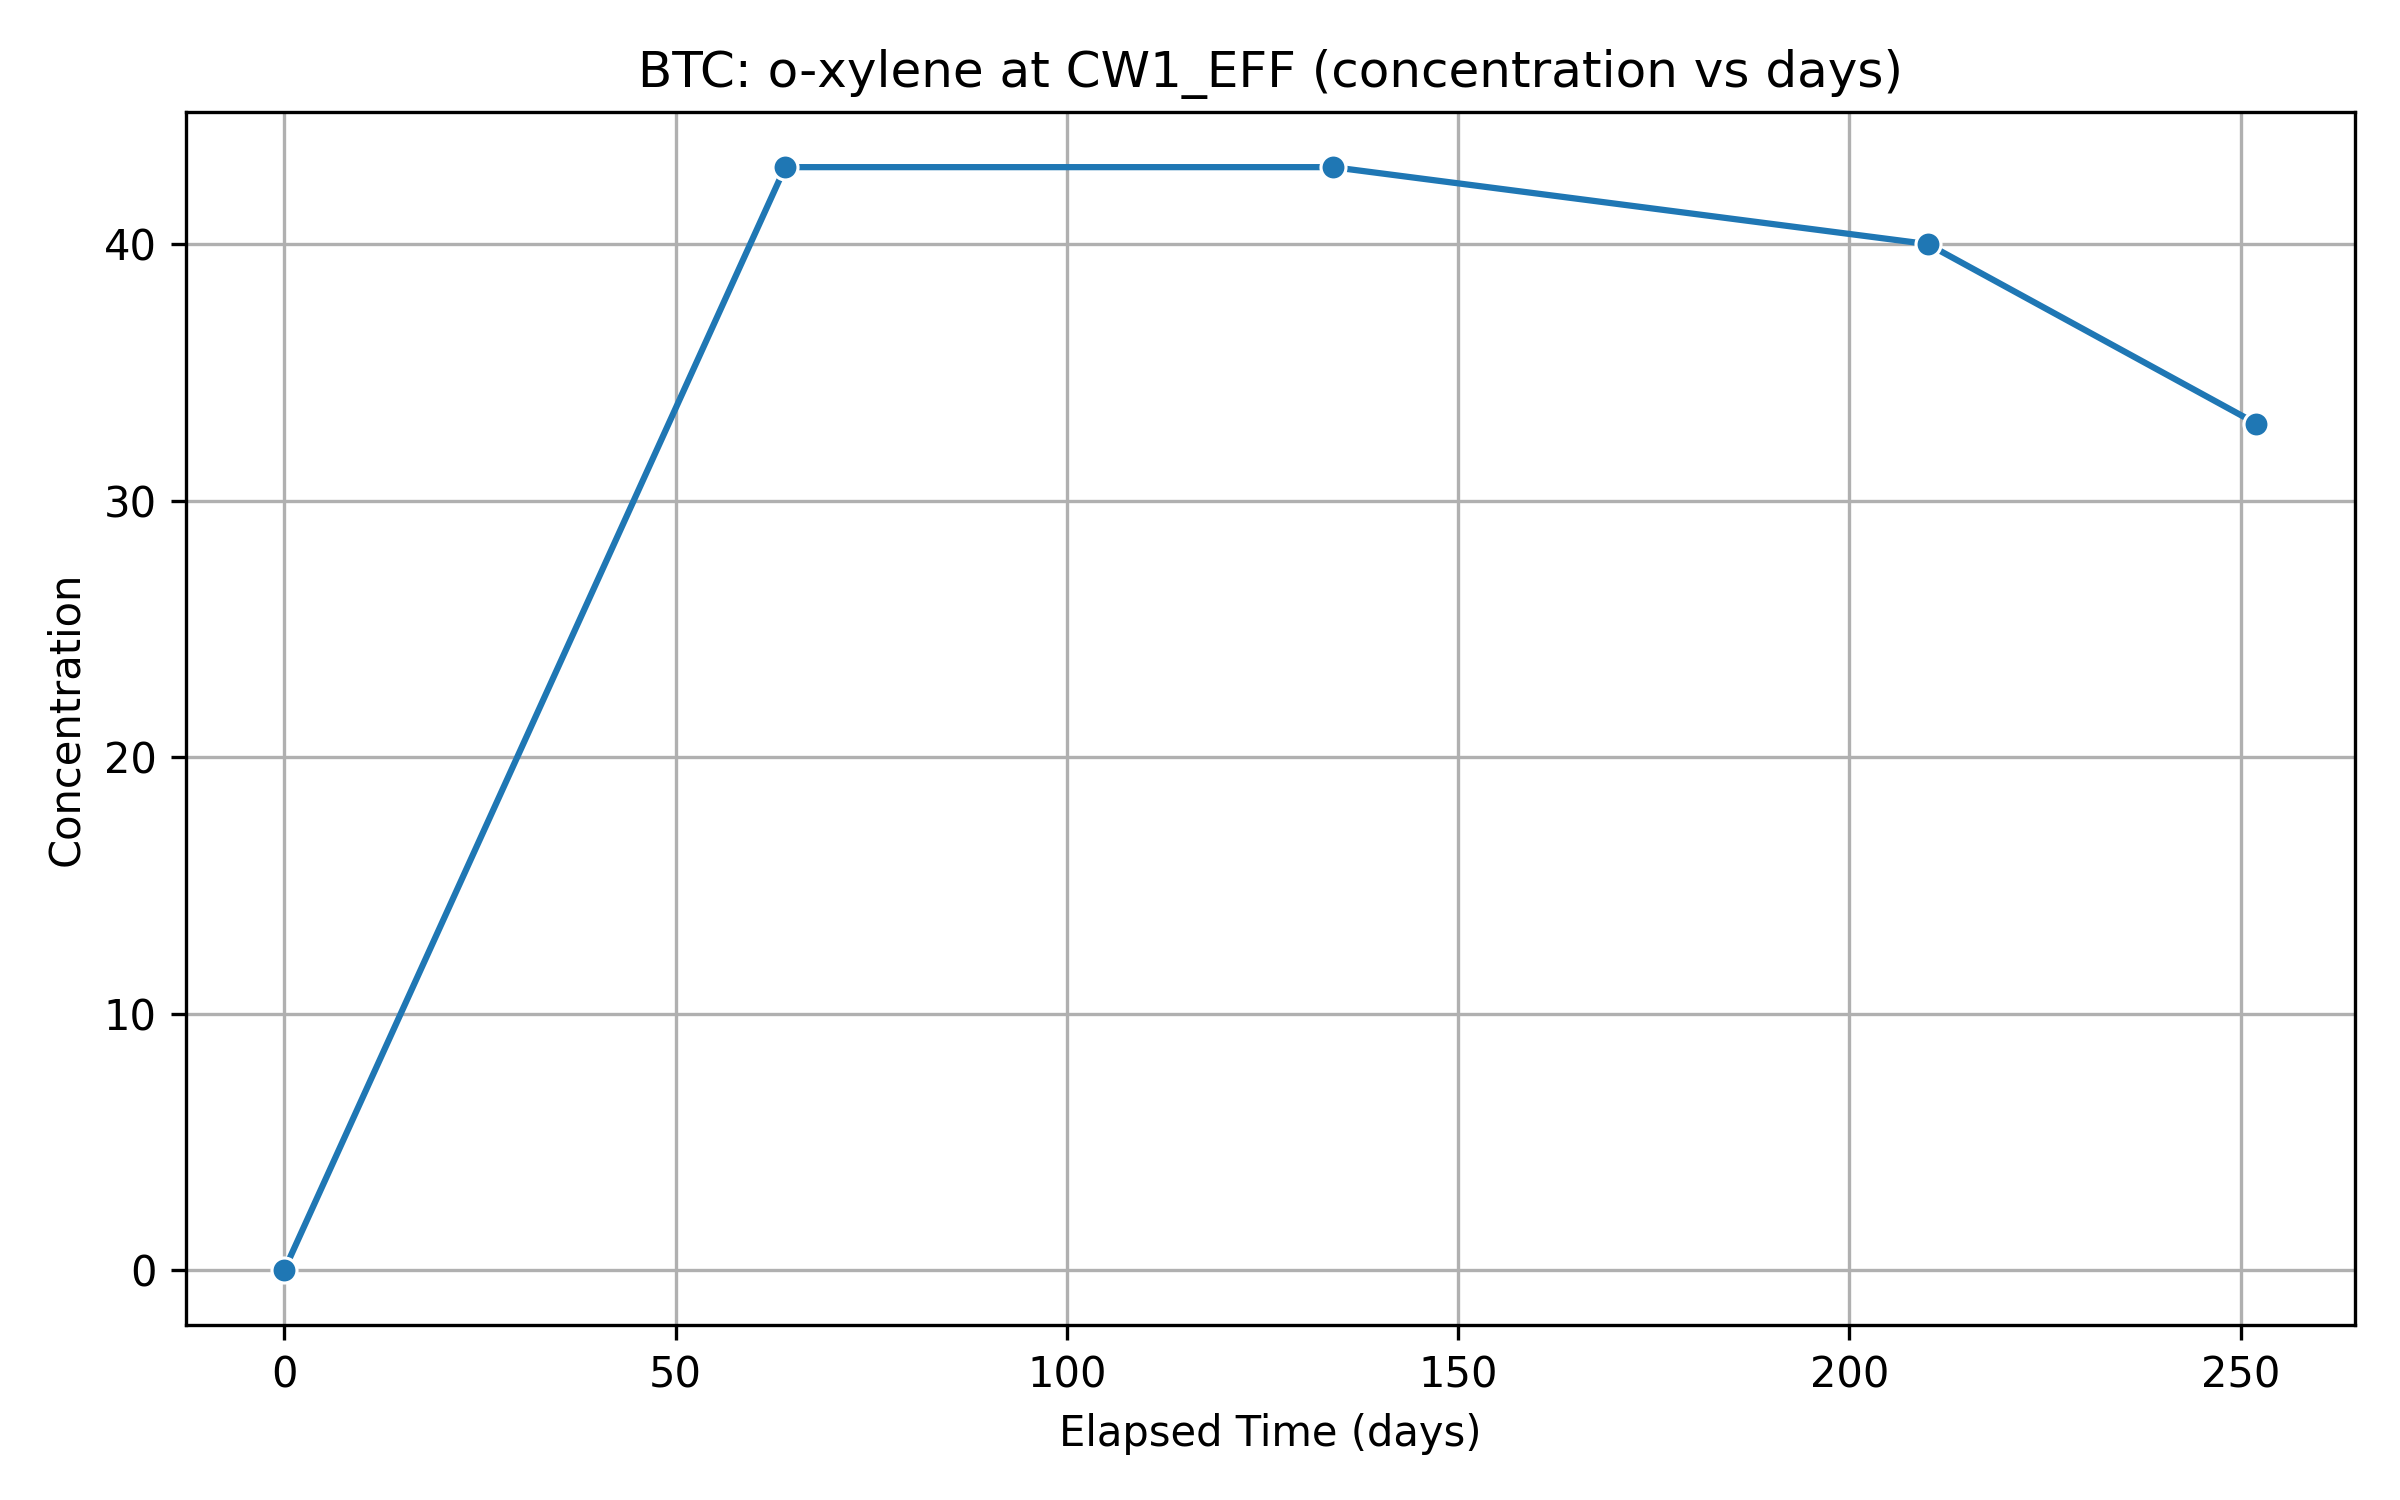 BTC: o-xylene at CW1_EFF (concentration vs days)
40
30
20
10
0
Concentration
0 50 100 150 200 250
Elapsed Time (days)